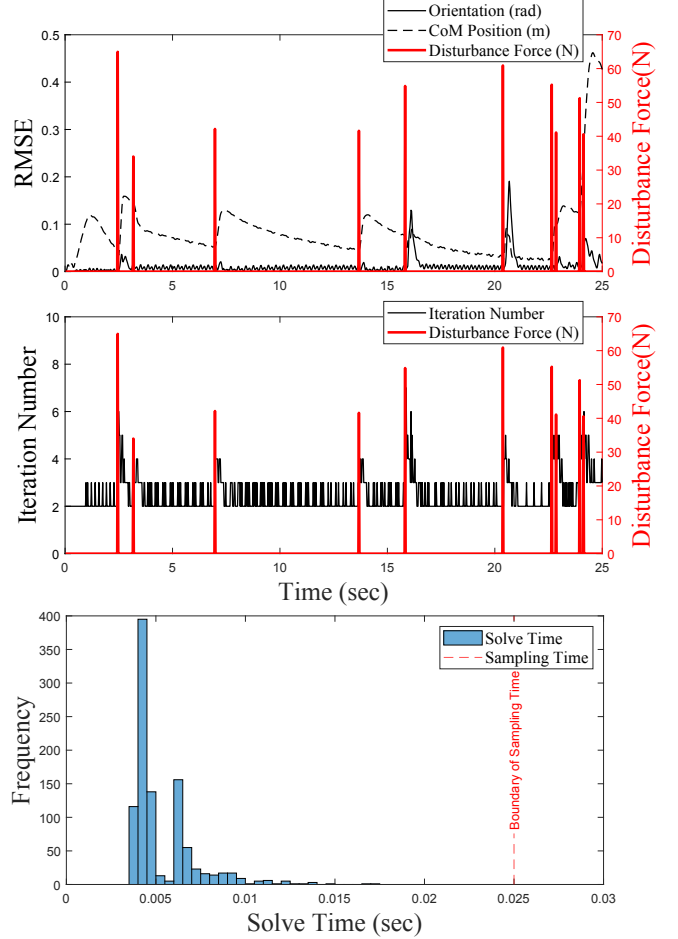 Orientation (rad)
CoM Position (m)
Disturbance Force (N)
0.5
0.4
0.3
0.2
0.1
0
RMSE
70
60
50
40
30
20
10
0
Disturbance Force(N)
0 5 10 15 20 25
Iteration Number
Disturbance Force (N)
10
8
6
4
2
0
Iteration Number
70
60
50
40
30
20
10
0
Disturbance Force(N)
0 5 10 15 20 25
Time (sec)
Solve Time
Sampling Time
400
350
300
250
200
150
100
50
0
Frequency
Boundary of Sampling Time
0 0.005 0.01 0.015 0.02 0.025 0.03
Solve Time (sec)